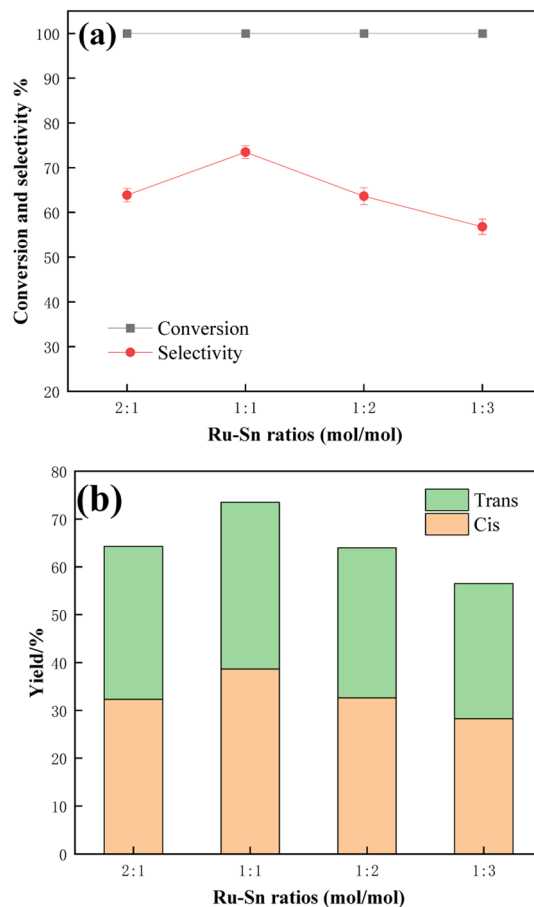 (a)
Conversion and selectivity %
100
90
80
70
60
50
40
30
20
Conversion
Selectivity
2:1 1:1 1:2 1:3
Ru-Sn ratios (mol/mol)
(b)
Yield/%
80
70
60
50
40
30
20
10
0
Trans
Cis
2:1 1:1 1:2 1:3
Ru-Sn ratios (mol/mol)